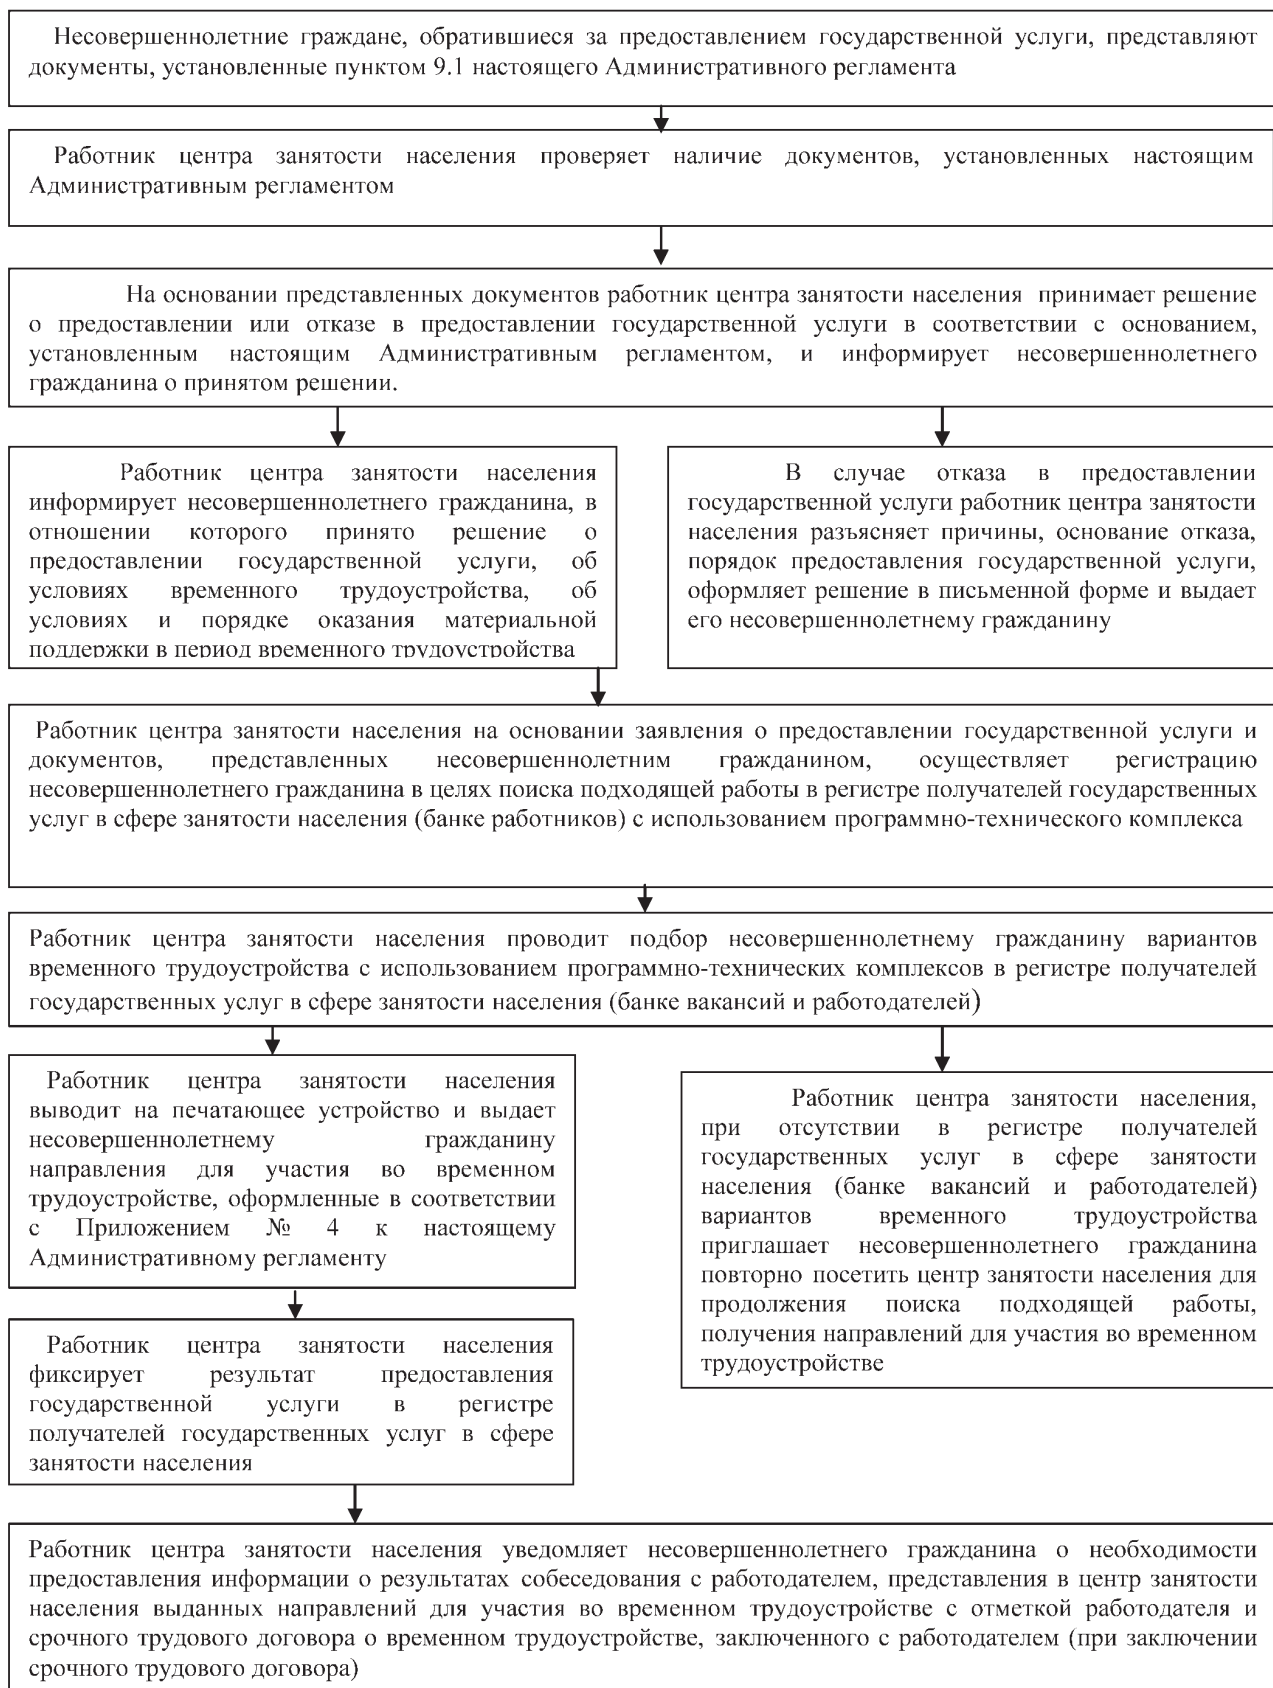 Несовершеннолетние граждане, обратившиеся за предоставлением государственной услуги, представляют
документы, установленные пунктом 9.1 настоящего Административного регламента
Работник центра занятости населения проверяет наличие документов, установленных настоящим
Административным регламентом
На основании представленных документов работник центра занятости населения принимает решение
о предоставлении или отказе в предоставлении государственной услуги в соответствии с основанием,
установленным настоящим Административным регламентом, и информирует несовершеннолетнего
гражданина о принятом решении.
Работник центра занятости населения
информирует несовершеннолетнего гражданина, в
отношении которого принято решение о
предоставлении государственной услуги, об
условиях временного трудоустройства, об
условиях и порядке оказания материальной
поддержки в период временного трудоустройства
В случае отказа в предоставлении
государственной услуги работник центра занятости
населения разъясняет причины, основание отказа,
порядок предоставления государственной услуги,
оформляет решение в письменной форме и выдает
его несовершеннолетнему гражданину
Работник центра занятости населения на основании заявления о предоставлении государственной услуги и
документов, представленных несовершеннолетним гражданином, осуществляет регистрацию
несовершеннолетнего гражданина в целях поиска подходящей работы в регистре получателей государственных
услуг в сфере занятости населения (банке работников) с использованием программно-технического комплекса
Работник центра занятости населения проводит подбор несовершеннолетнему гражданину вариантов
временного трудоустройства с использованием программно-технических комплексов в регистре получателей
государственных услуг в сфере занятости населения (банке вакансий и работодателей)
Работник центра занятости населения
выводит на печатающее устройство и выдает
несовершеннолетнему гражданину
направления для участия во временном
трудоустройстве, оформленные в соответствии
с Приложением № 4 к настоящему
Административному регламенту
Работник центра занятости населения,
при отсутствии в регистре получателей
государственных услуг в сфере занятости
населения (банке вакансий и работодателей)
вариантов временного трудоустройства
приглашает несовершеннолетнего гражданина
повторно посетить центр занятости населения для
продолжения поиска подходящей работы,
получения направлений для участия во временном
трудоустройстве
Работник центра занятости населения
фиксирует результат предоставления
государственной услуги в регистре
получателей государственных услуг в сфере
занятости населения
Работник центра занятости населения уведомляет несовершеннолетнего гражданина о необходимости
предоставления информации о результатах собеседования с работодателем, представления в центр занятости
населения выданных направлений для участия во временном трудоустройстве с отметкой работодателя и
срочного трудового договора о временном трудоустройстве, заключенного с работодателем (при заключении
срочного трудового договора)